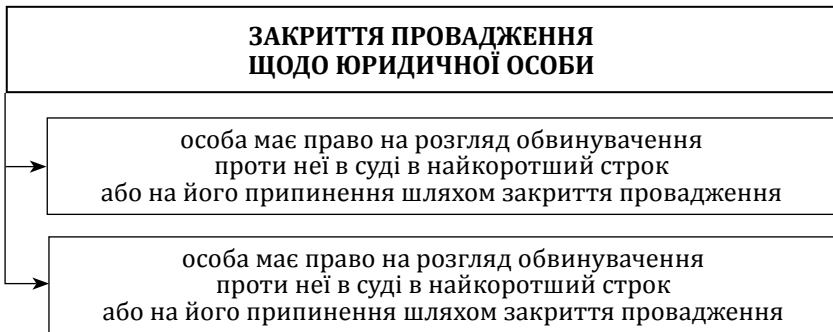 ЗАКРИТТЯ ПРОВАДЖЕННЯ
ЩОДО ЮРИДИЧНОЇ ОСОБИ
особа має право на розгляд обвинувачення
проти неї в суді в найкоротший строк
або на його припинення шляхом закриття провадження
особа має право на розгляд обвинувачення
проти неї в суді в найкоротший строк
або на його припинення шляхом закриття провадження